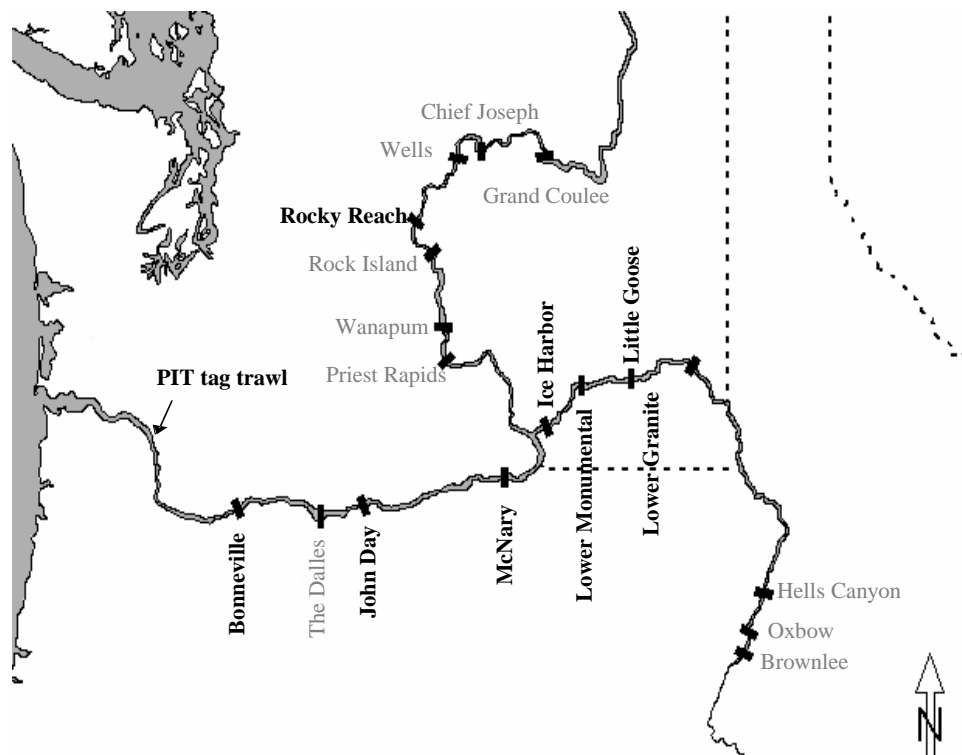 Chief Joseph
Wells
Grand Coulee
Rocky Reach
Rock Island
Wanapum
Priest Rapids
PIT tag trawl
Ice Harbor
Little Goose
Lower Monumental
Lower Granite
McNary
John Day
The Dalles
Bonneville
Hells Canyon
Oxbow
Brownlee
N